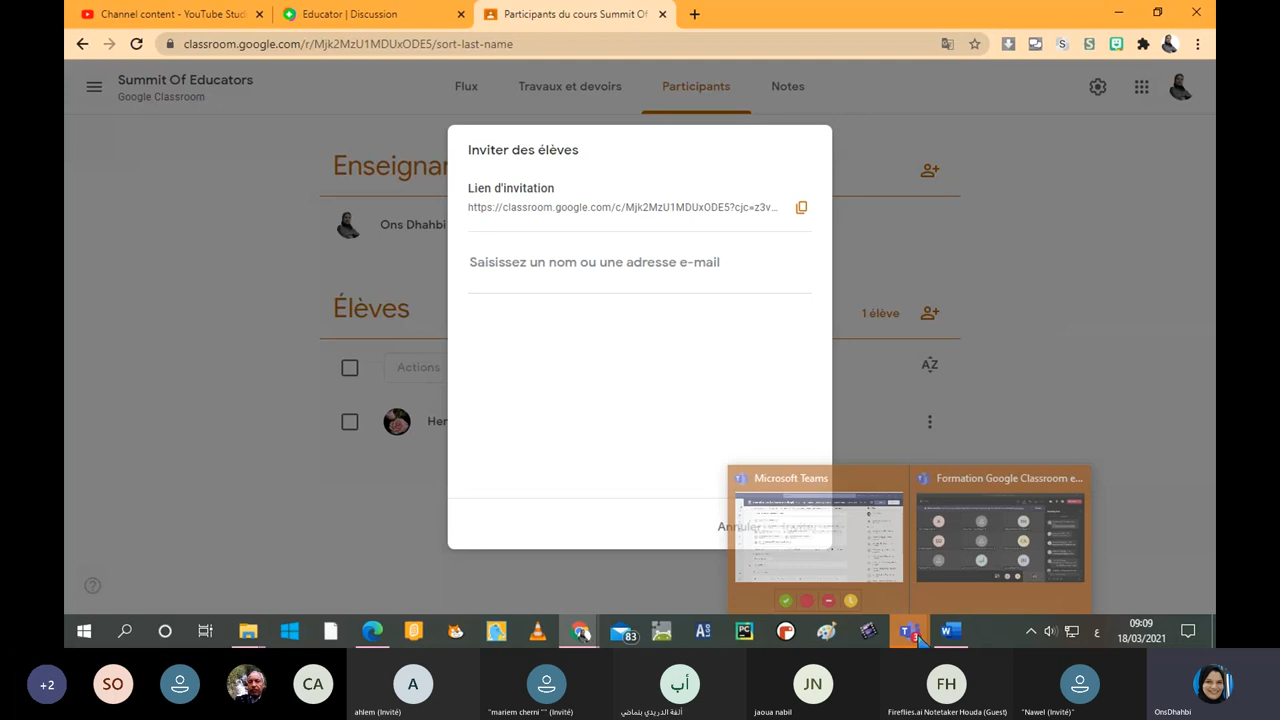 Channel content - YouTube Stud
Educator | Discussion
Participants du cours Summit Of
classroom.google.com/r/Mjk2MzU1MDUxODE5/sort-last-name
Summit Of Educators
Google Classroom
Flux
Travaux et devoirs
Participants
Notes
Inviter des élèves
Enseignan
Lien d'invitation
https://classroom.google.com/c/Mjk2MzU1MDUxODE5?cjc=z3v...
Ons Dhahbi
Saisissez un nom ou une adresse e-mail
Élèves
1 élève
Actions
Her
Microsoft Teams
Formation Google Classroom e...
Annuler
83
09:09
18/03/2021
+2
SO
CA
A
أب
JN
FH
ahlem (Invité)
"mariem cherni "" (Invité)
ألفة الدريدي بنماضي
jaoua nabil
Fireflies.ai Notetaker Houda (Guest)
"Nawel (Invité)"
OnsDhahbi